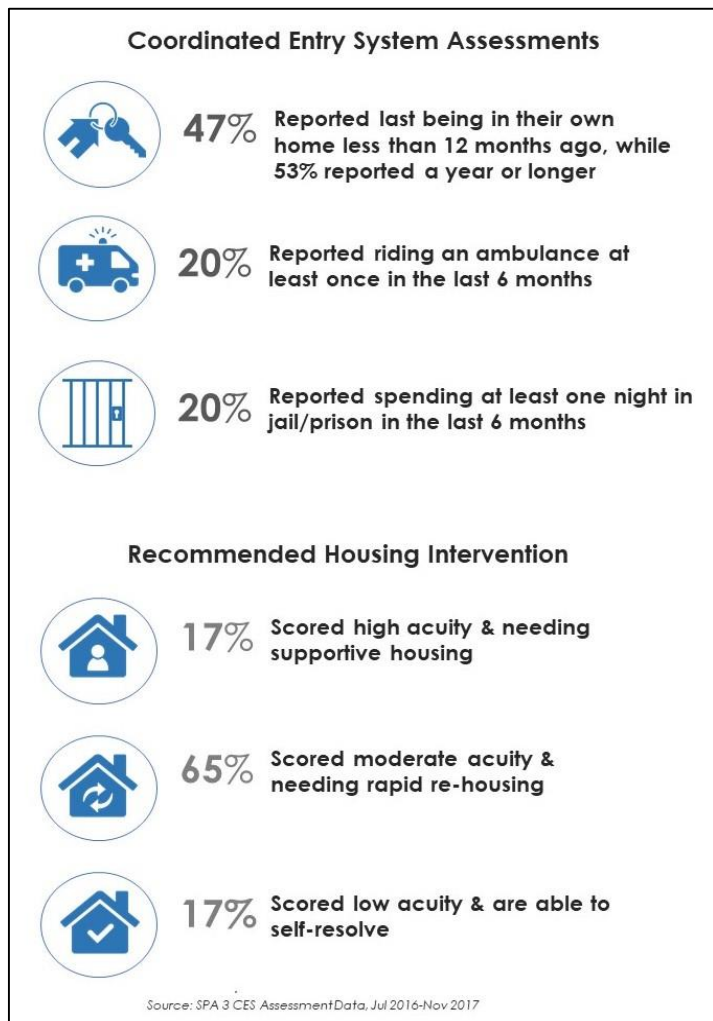 Coordinated Entry System Assessments
47% Reported last being in their own
home less than 12 months ago, while
53% reported a year or longer
20% Reported riding an ambulance at
least once in the last 6 months
20% Reported spending at least one night in
jail/prison in the last 6 months
Recommended Housing Intervention
17% Scored high acuity & needing
supportive housing
65% Scored moderate acuity &
needing rapid re-housing
17% Scored low acuity & are able to
self-resolve
Source: SPA 3 CES Assessment Data, Jul 2016-Nov 2017